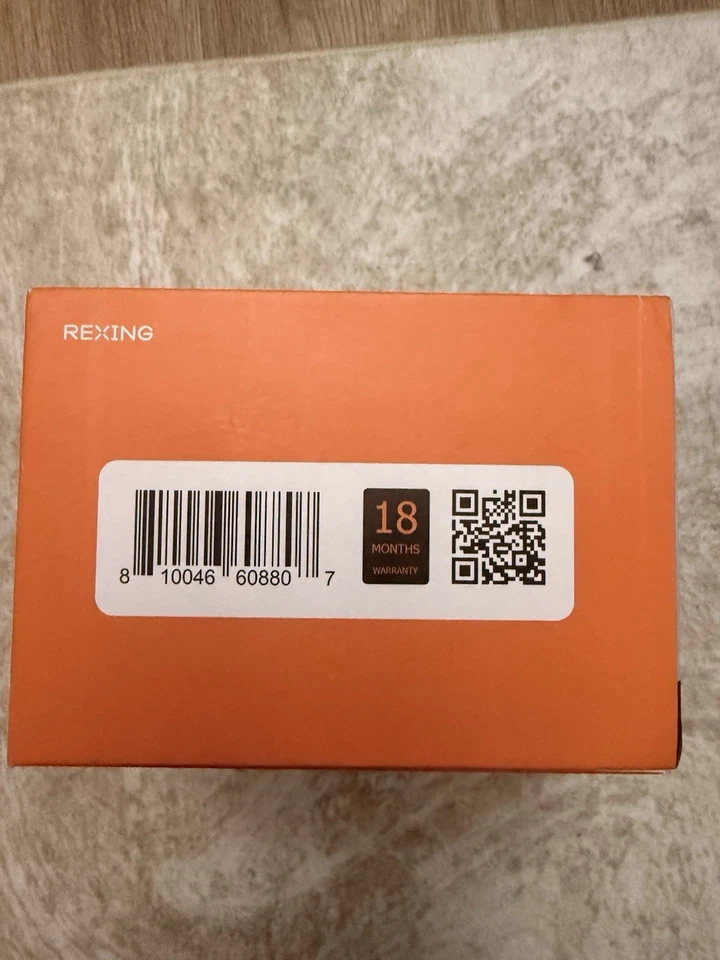 REXING
18
MONTHS
WARRANTY
8 10046 60880 7